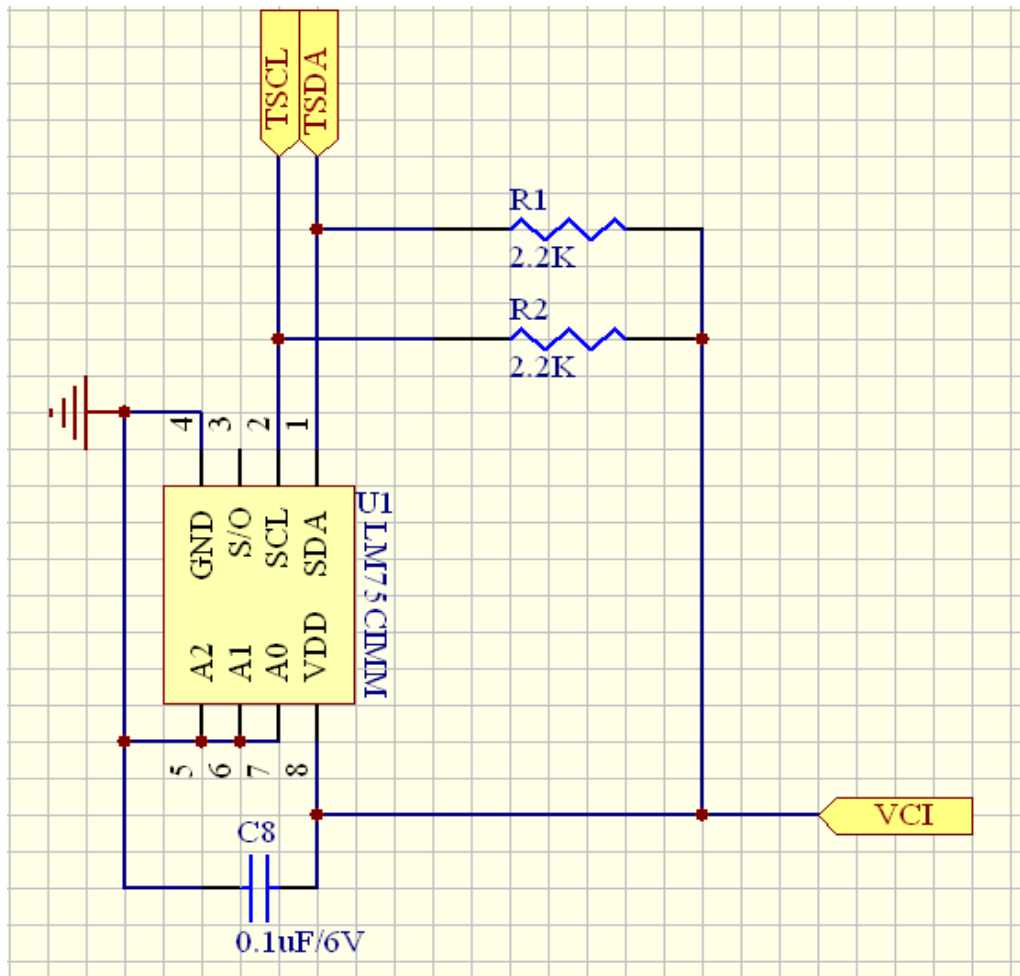 TSCL
TSDA
R1
2.2K
R2
2.2K
4
3
2
1
U1
LM75CIMM
GND
S/O
SCL
SDA
A2
A1
A0
VDD
5
6
7
8
VCI
C8
0.1uF/6V